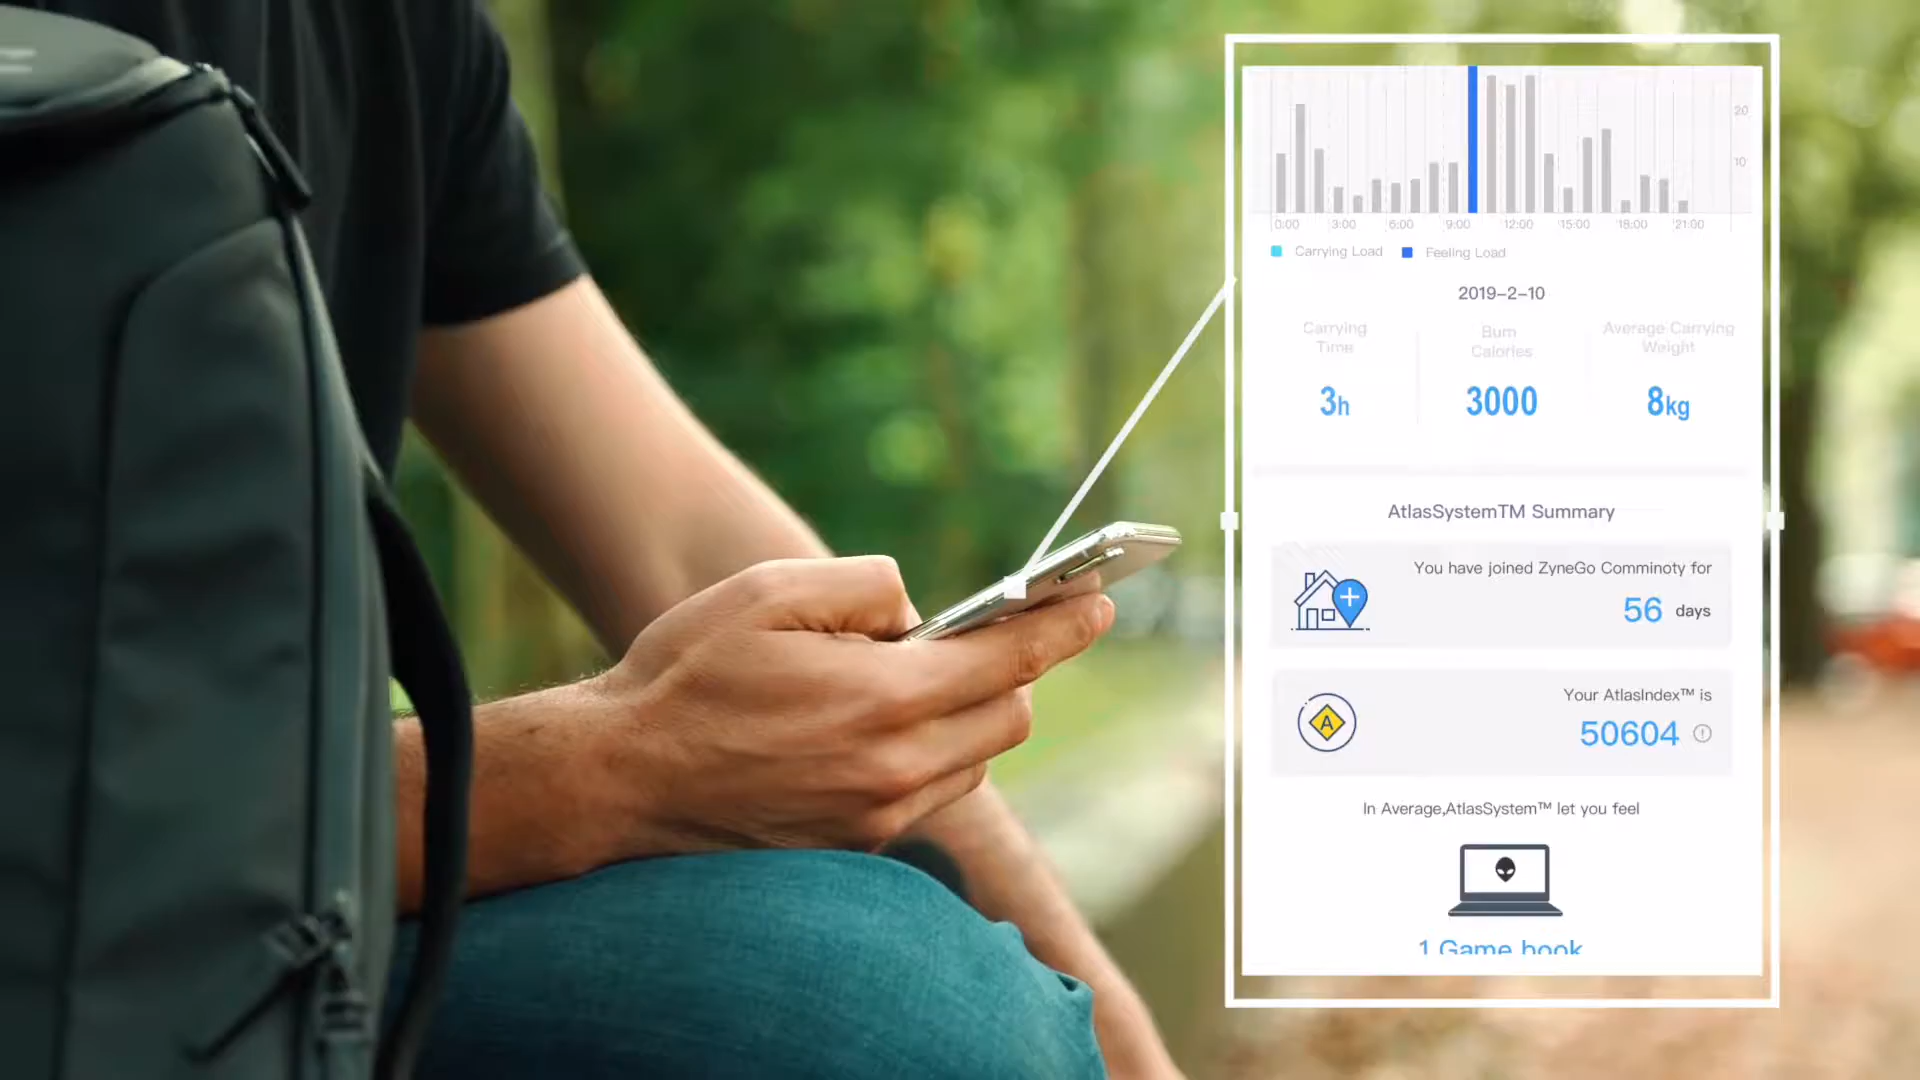 20
10
0:00 3:00 6:00 9:00 12:00 15:00 18:00 21:00
Carrying Load Feeling Load
2019-2-10
Carrying
Time
Burn
Calories
Average Carrying
Weight
3h
3000
8kg
AtlasSystemTM Summary
You have joined ZyneGo Comminoty for
56 days
A
Your AtlasIndex™ is
50604
In Average,AtlasSystem™ let you feel
1 Game book